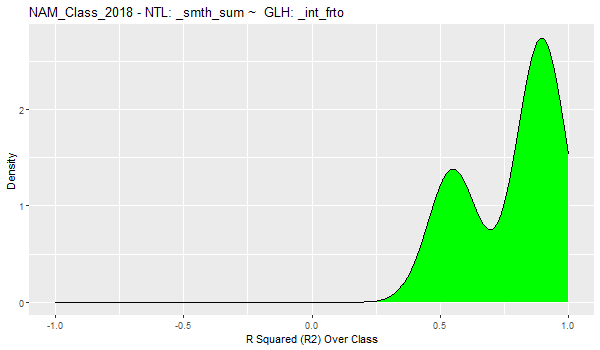 NAM_Class_2018 - NTL: _smth_sum ~  GLH: _int_frto
Density
2
1
0
-1.0 -0.5 0.0 0.5 1.0
R Squared (R2) Over Class